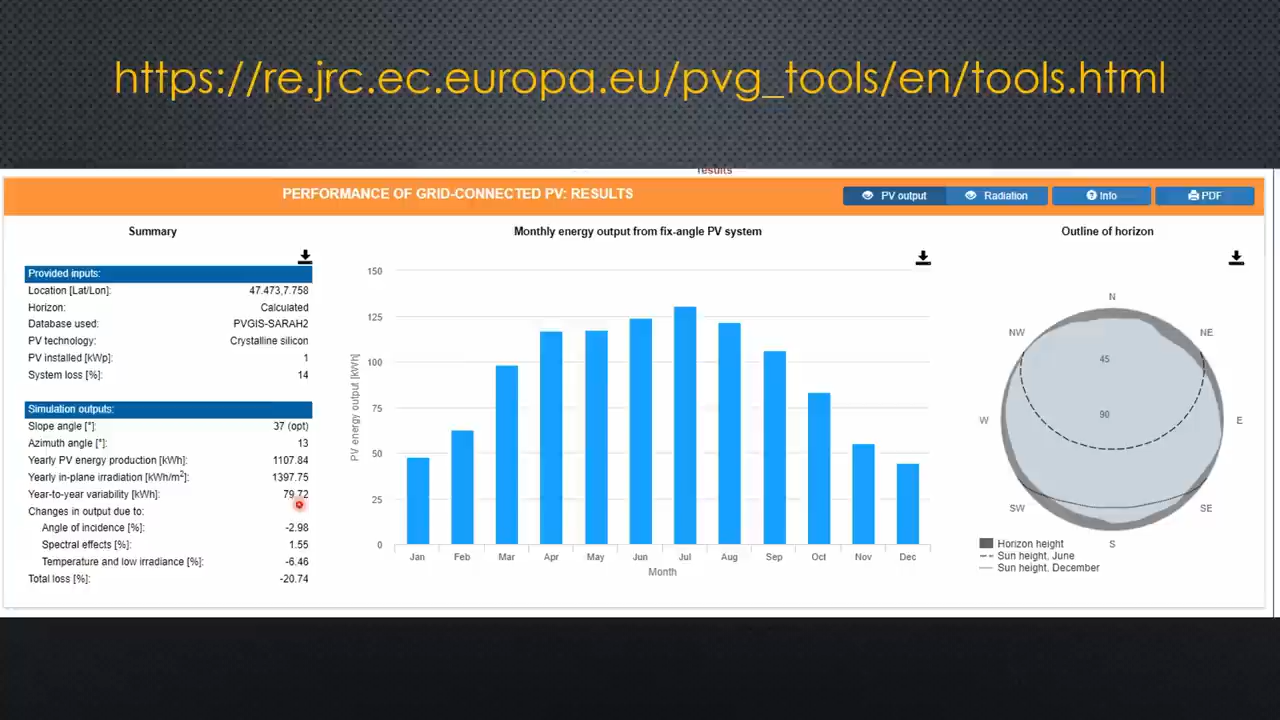 https://re.jrc.ec.europa.eu/pvg_tools/en/tools.html
results
PERFORMANCE OF GRID-CONNECTED PV: RESULTS
PV output
Radiation
Info
PDF
Summary
Provided inputs:
Location [Lat/Lon]: 47.473,7.758
Horizon: Calculated
Database used: PVGIS-SARAH2
PV technology: Crystalline silicon
PV installed [kWp]: 1
System loss [%]: 14
Simulation outputs:
Slope angle [°]: 37 (opt)
Azimuth angle [°]: 13
Yearly PV energy production [kWh]: 1107.84
Yearly in-plane irradiation [kWh/m²]: 1397.75
Year-to-year variability [kWh]: 79.72
Changes in output due to:
Angle of incidence [%]: -2.98
Spectral effects [%]: 1.55
Temperature and low irradiance [%]: -6.46
Total loss [%]: -20.74
Monthly energy output from fix-angle PV system
PV energy output [kWh]
150
125
100
75
50
25
0
Jan Feb Mar Apr May Jun Jul Aug Sep Oct Nov Dec
Month
Outline of horizon
N
NW NE
45
W 90 E
SW SE
S
Horizon height
Sun height, June
Sun height, December